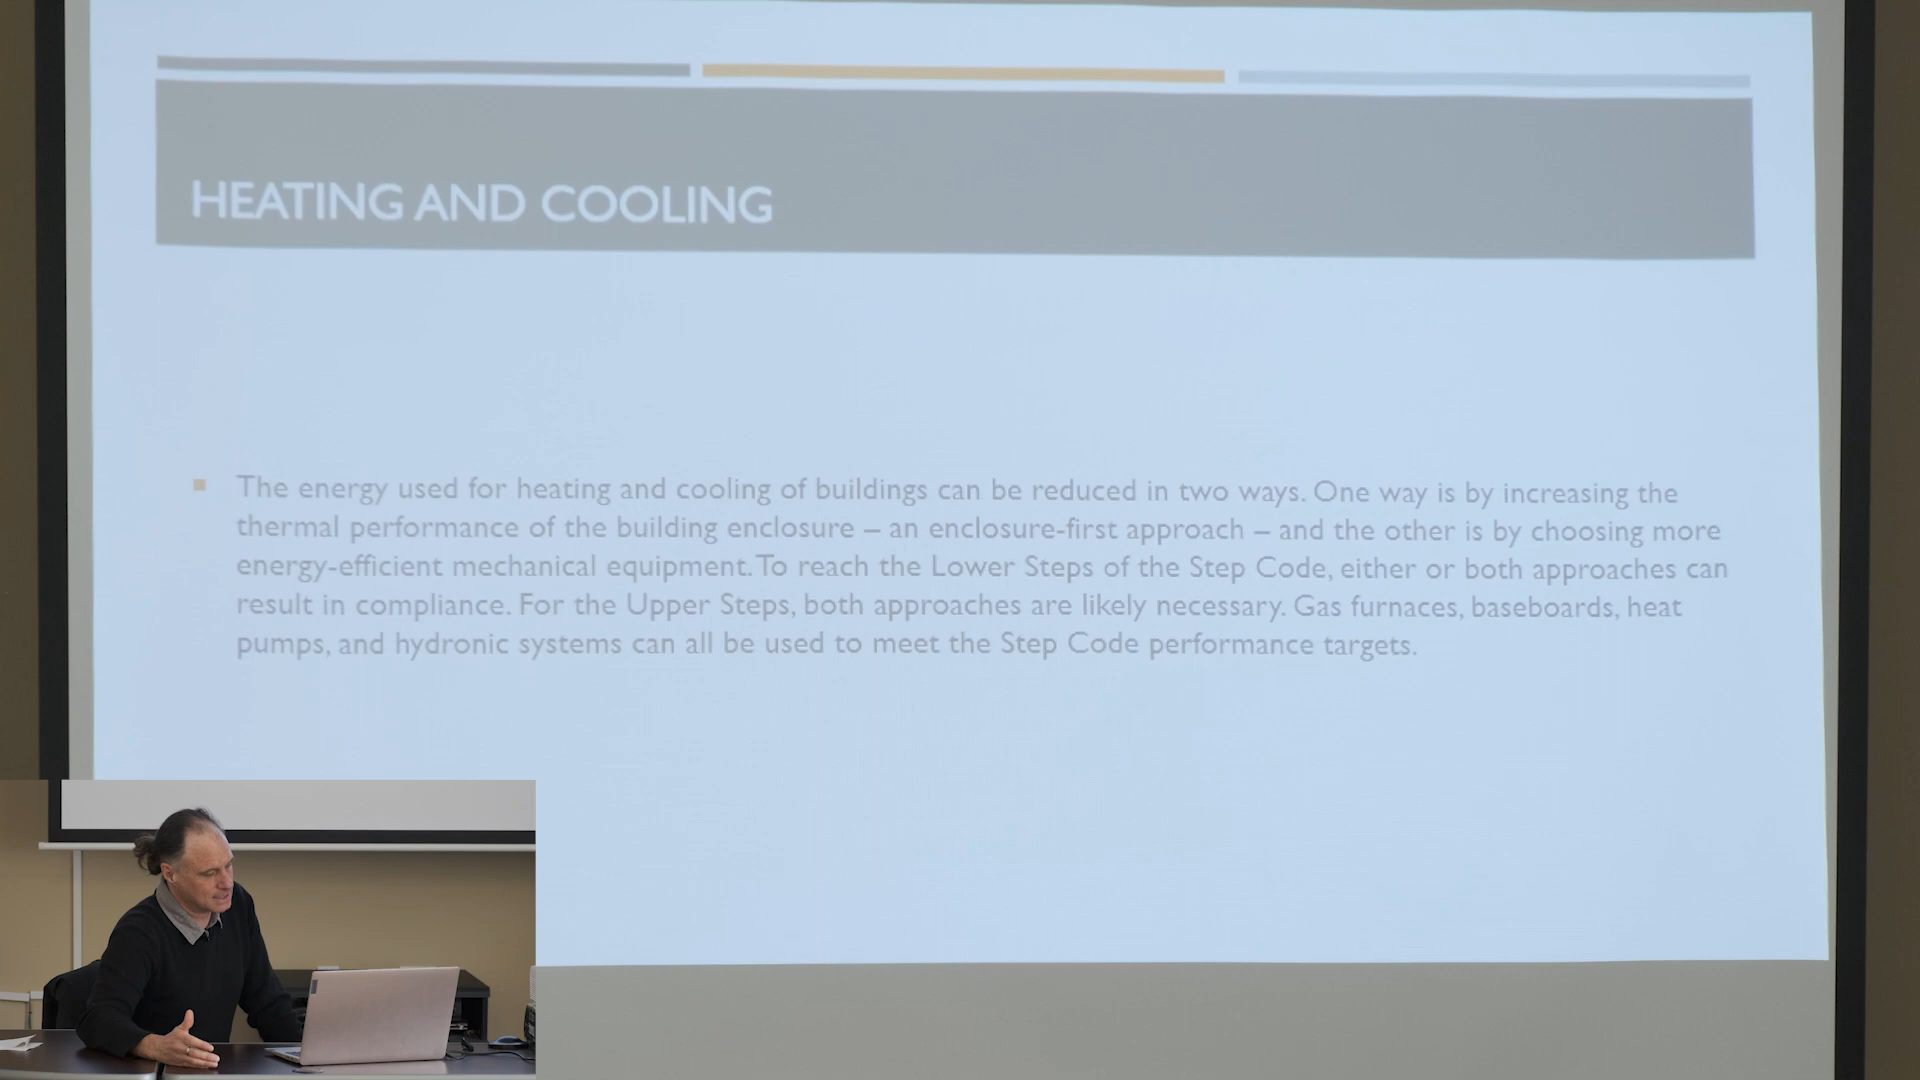 HEATING AND COOLING
▪ The energy used for heating and cooling of buildings can be reduced in two ways. One way is by increasing the
thermal performance of the building enclosure – an enclosure-first approach – and the other is by choosing more
energy-efficient mechanical equipment. To reach the Lower Steps of the Step Code, either or both approaches can
result in compliance. For the Upper Steps, both approaches are likely necessary. Gas furnaces, baseboards, heat
pumps, and hydronic systems can all be used to meet the Step Code performance targets.